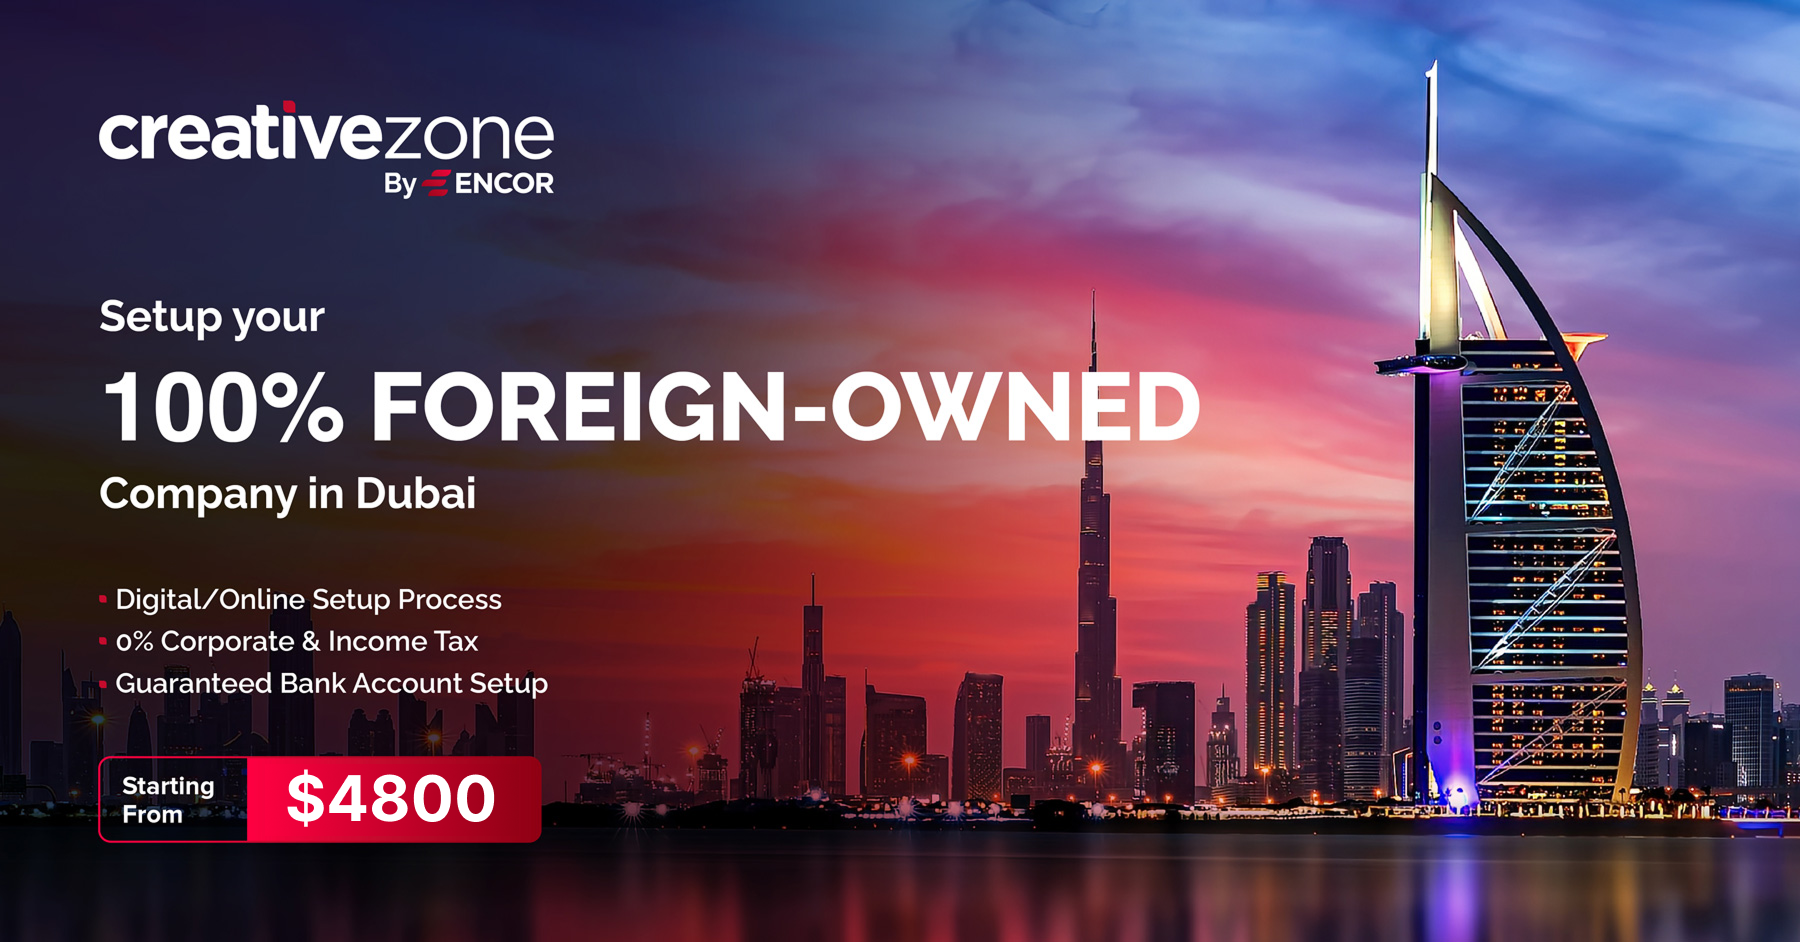 creativezone
By ENCOR
Setup your
100% FOREIGN-OWNED
Company in Dubai
Digital/Online Setup Process
0% Corporate & Income Tax
Guaranteed Bank Account Setup
Starting
From
$4800